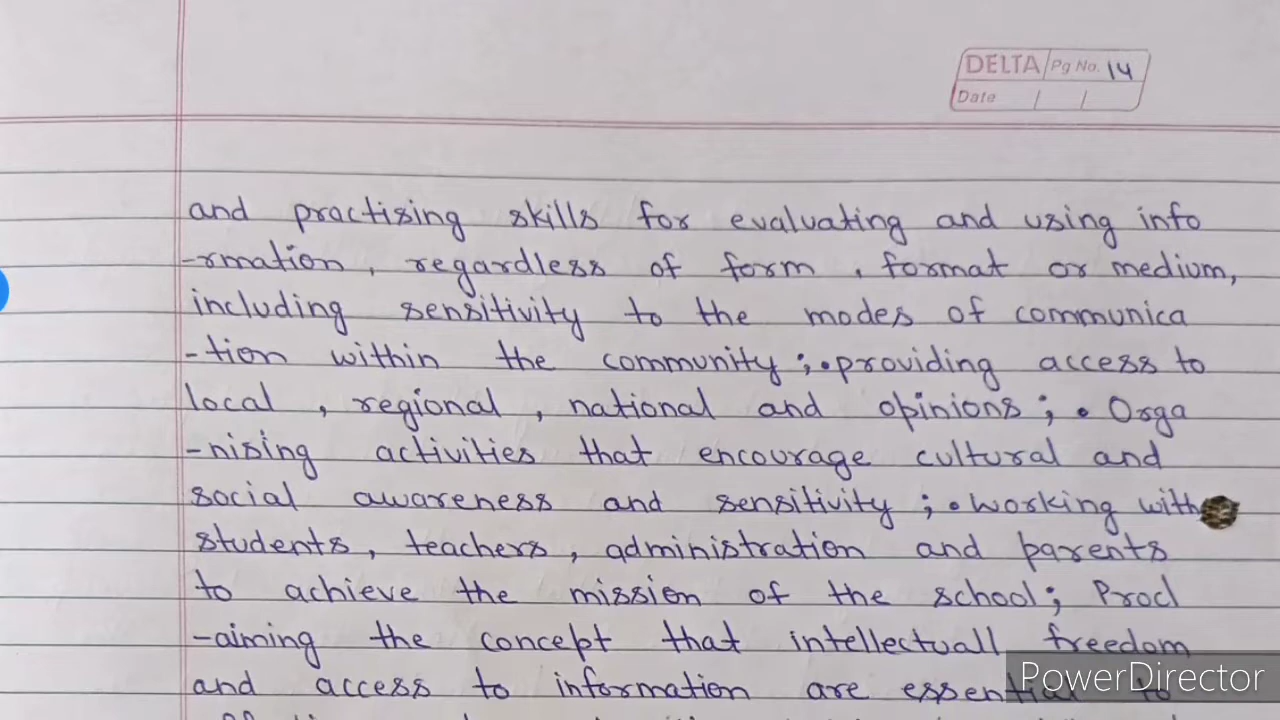 DELTA Pg No. 14
Date / /
and practising skills for evaluating and using info
-rmation, regardless of form, format or medium,
including sensitivity to the modes of communica
-tion within the community; • providing access to
local, regional, national and opinions; • Orga
-nising activities that encourage cultural and
social awareness and sensitivity; • working with
students, teachers, administration and parents
to achieve the mission of the school; Procl
-aiming the concept that intellectuall freedom
and access to information are essential to
PowerDirector